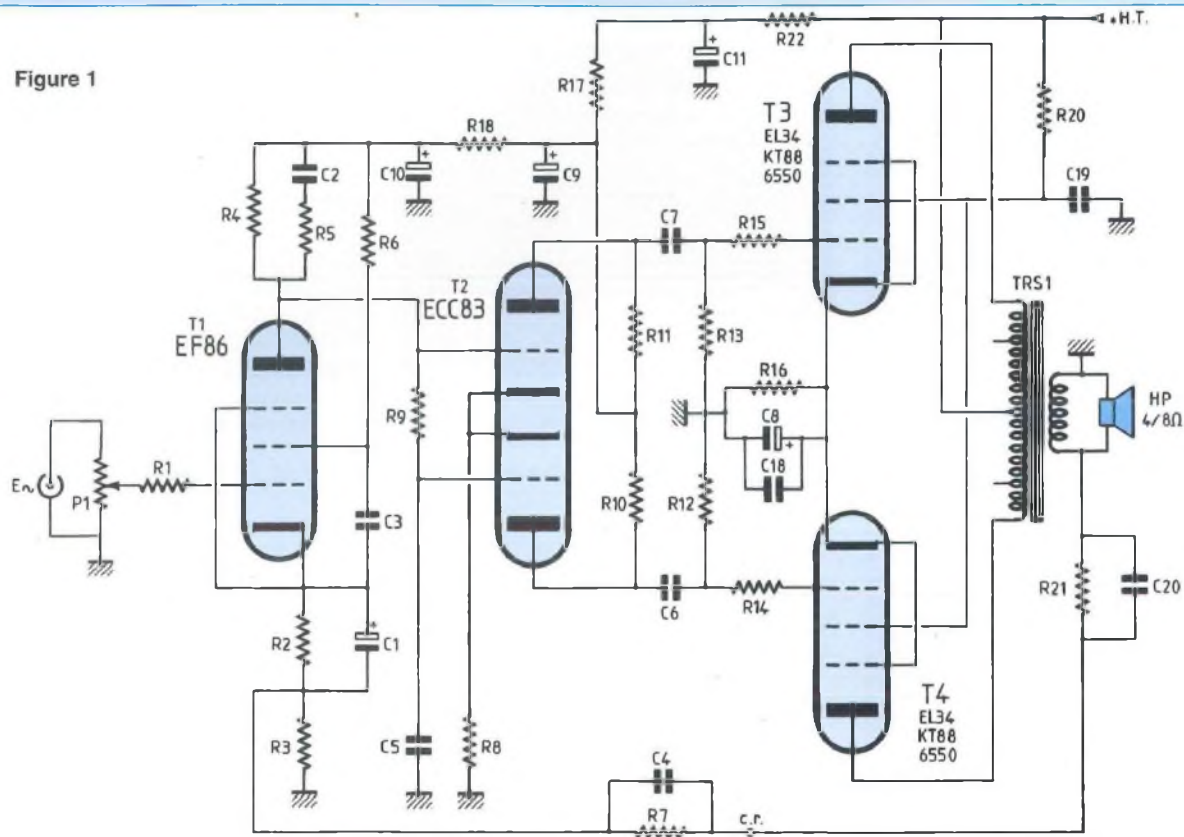 Figure 1
+H.T.
R22
C11
R17
R20
T3
EL34
KT88
6550
R18
C2
C10
C9
C19
R4
R5
R6
C7
R15
TRS1
T2
ECC83
T1
EF86
R11
R13
R16
R9
C8
HP
4/8Ω
E~
P1
R1
C18
R10
R12
C3
C6
R14
R21
C20
R2
C1
T4
EL34
KT88
6550
R3
C5
R8
C4
R7
c.r.